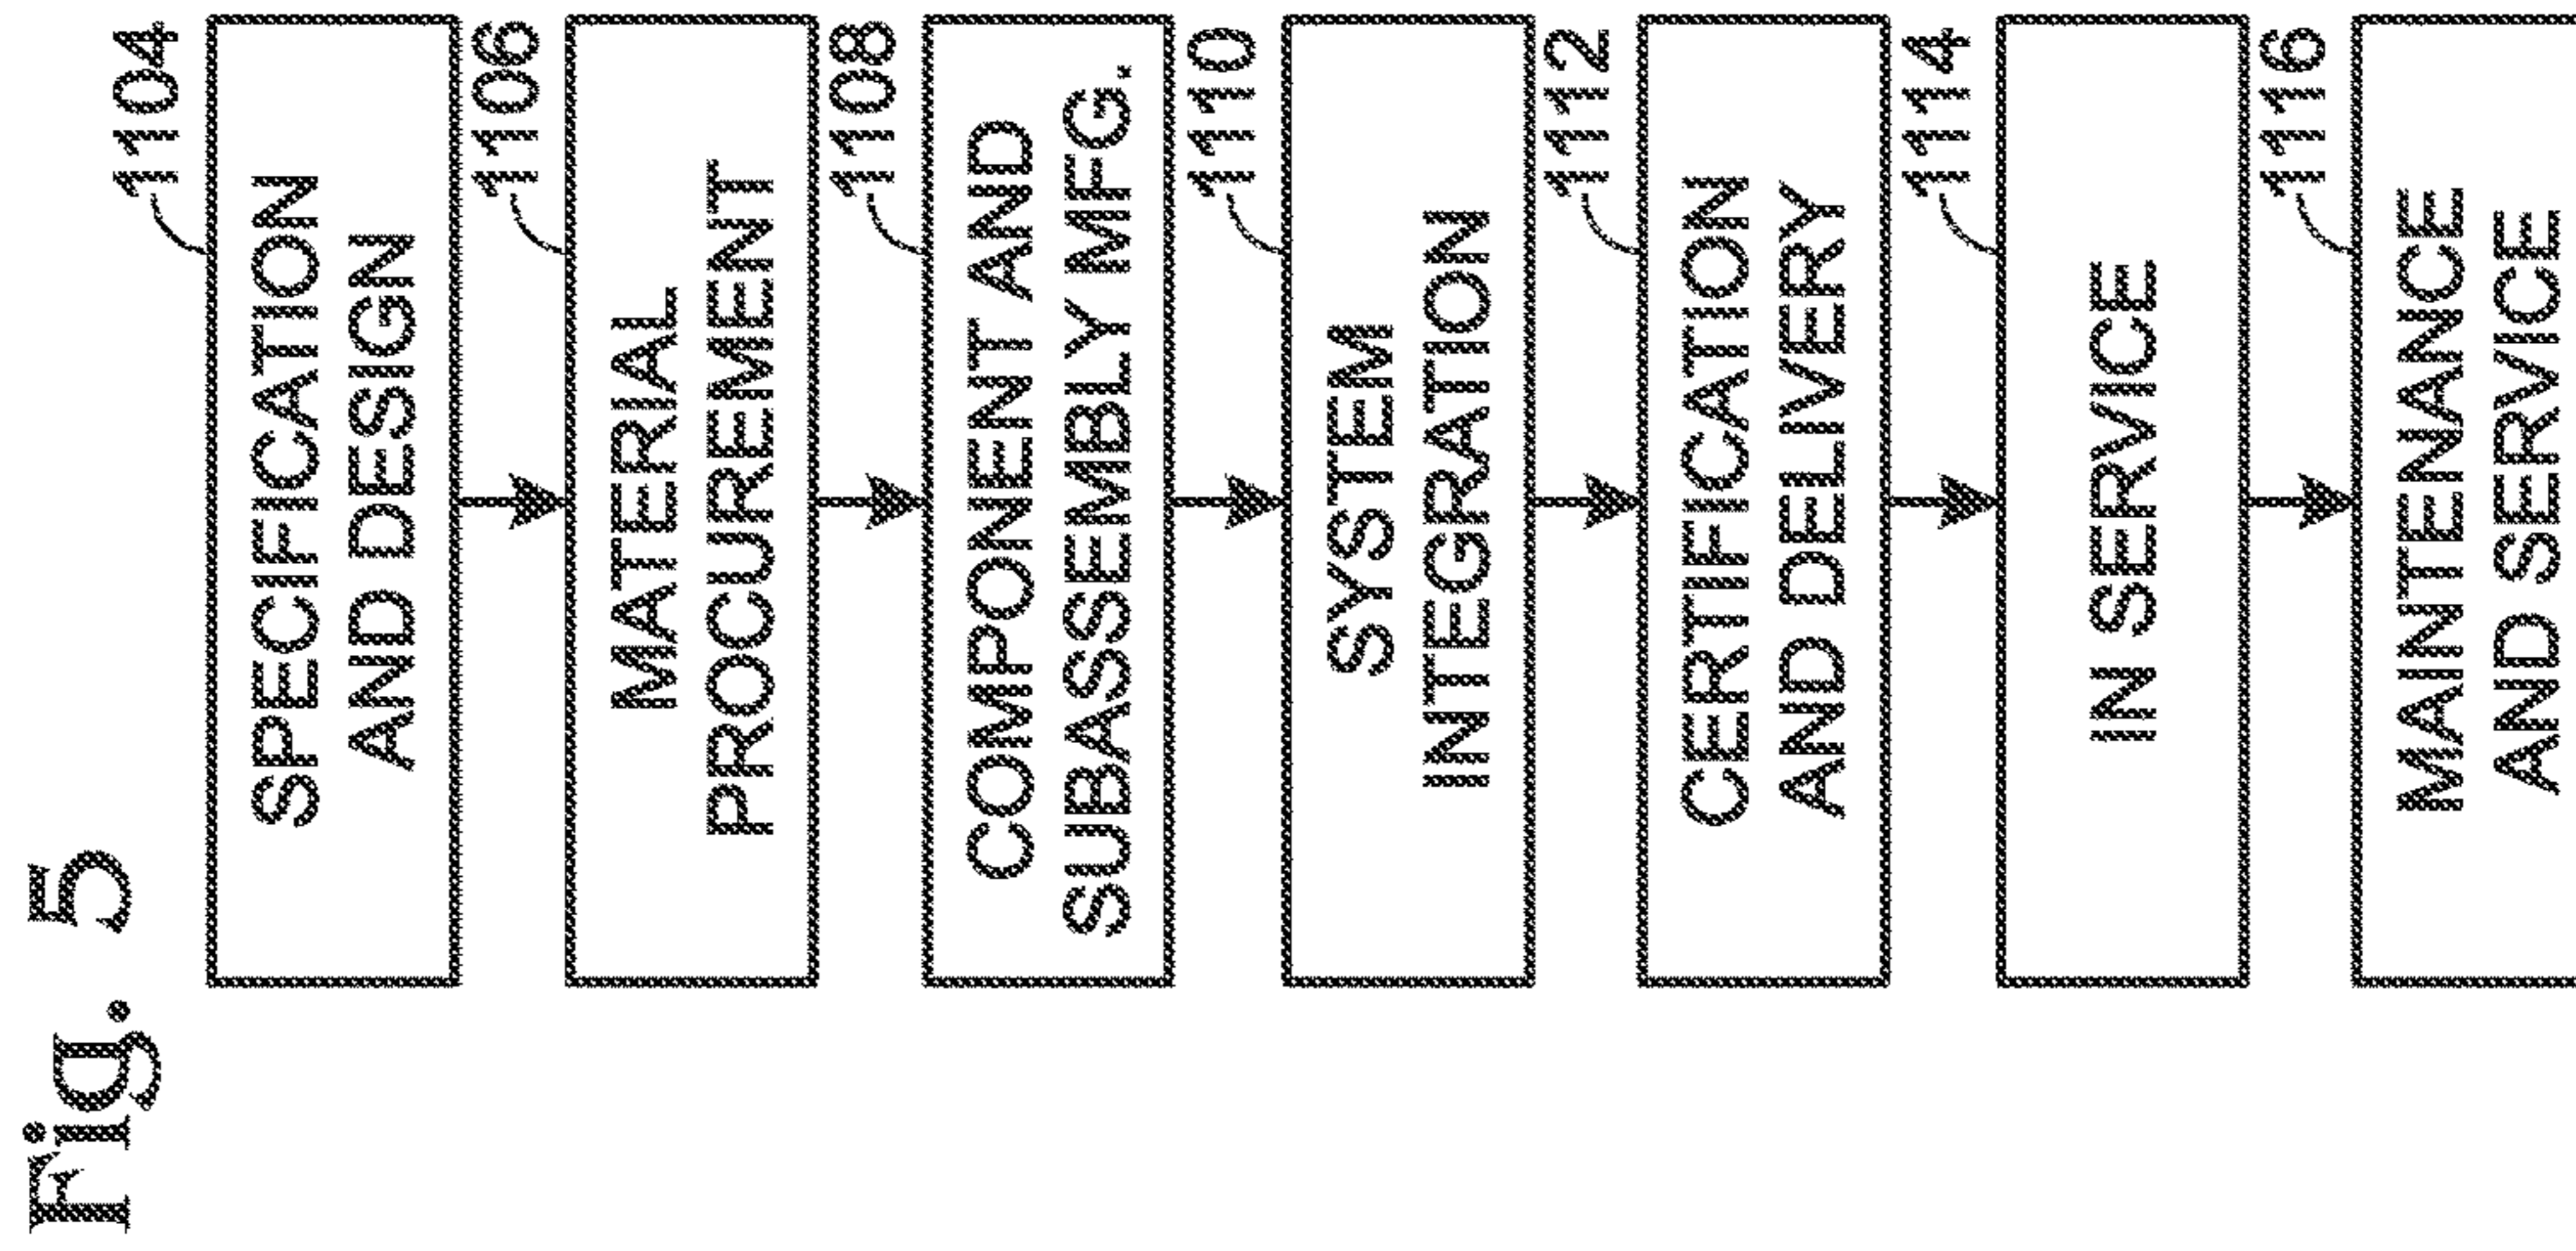 Fig. 5
1104
SPECIFICATION
AND DESIGN
1106
MATERIAL
PROCUREMENT
1108
COMPONENT AND
SUBASSEMBLY MFG.
1110
SYSTEM
INTEGRATION
1112
CERTIFICATION
AND DELIVERY
1114
IN SERVICE
1116
MAINTENANCE
AND SERVICE